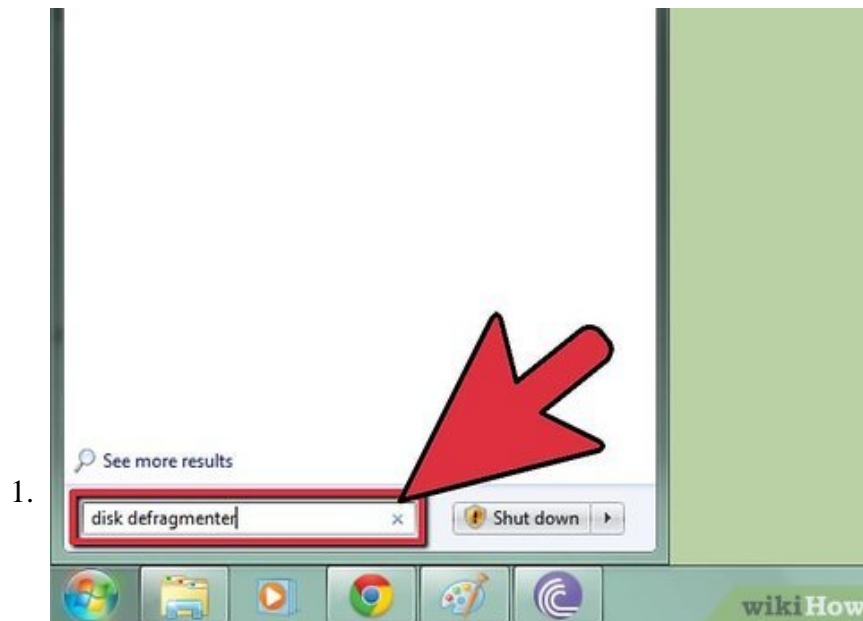 See more results
1.
disk defragmenter
Shut down
wikiHow